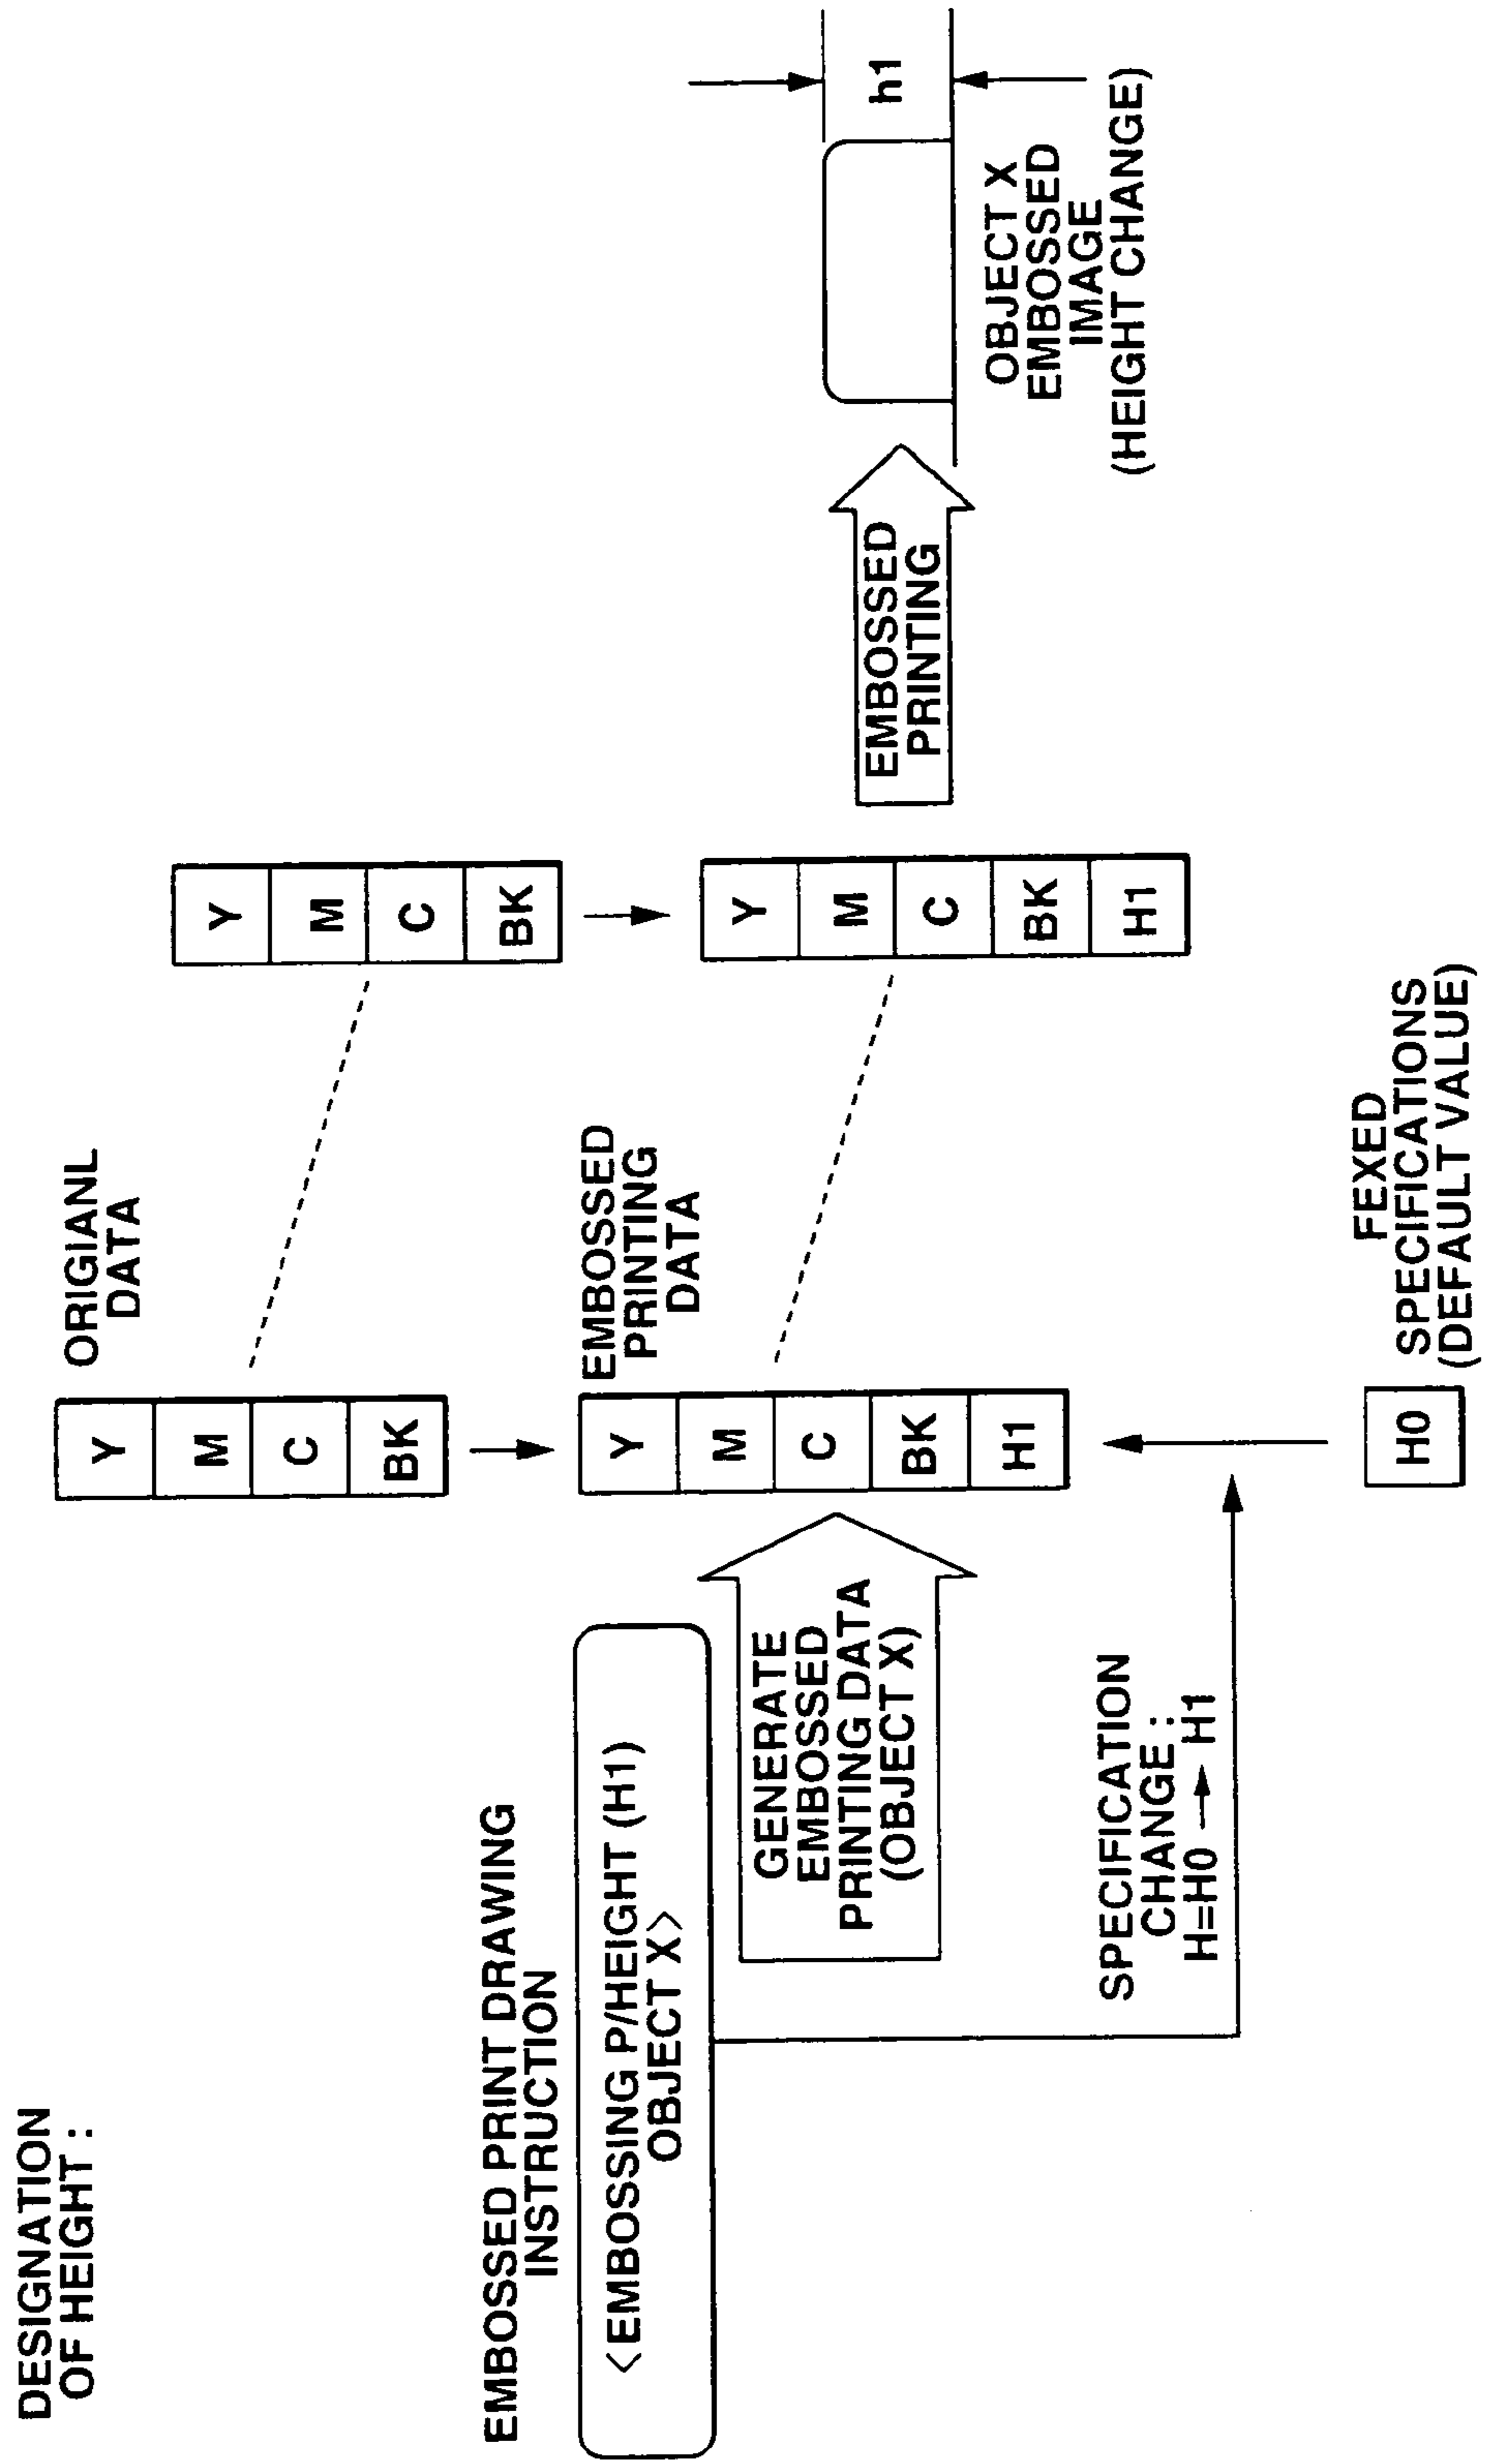 DESIGNATION
OF HEIGHT :
EMBOSSED PRINT DRAWING
INSTRUCTION
<EMBOSSING P/HEIGHT (H1)
OBJECT X>
GENERATE
EMBOSSED
PRINTING DATA
(OBJECT X)
SPECIFICATION
CHANGE :
H=H0 → H1
Y
M
C
BK
ORIGIANL
DATA
Y
M
C
BK
H1
EMBOSSED
PRINTING
DATA
H0
FEXED
SPECIFICATIONS
(DEFAULT VALUE)
Y
M
C
BK
Y
M
C
BK
H1
EMBOSSED
PRINTING
h1
OBJECT X
EMBOSSED
IMAGE
(HEIGHT CHANGE)